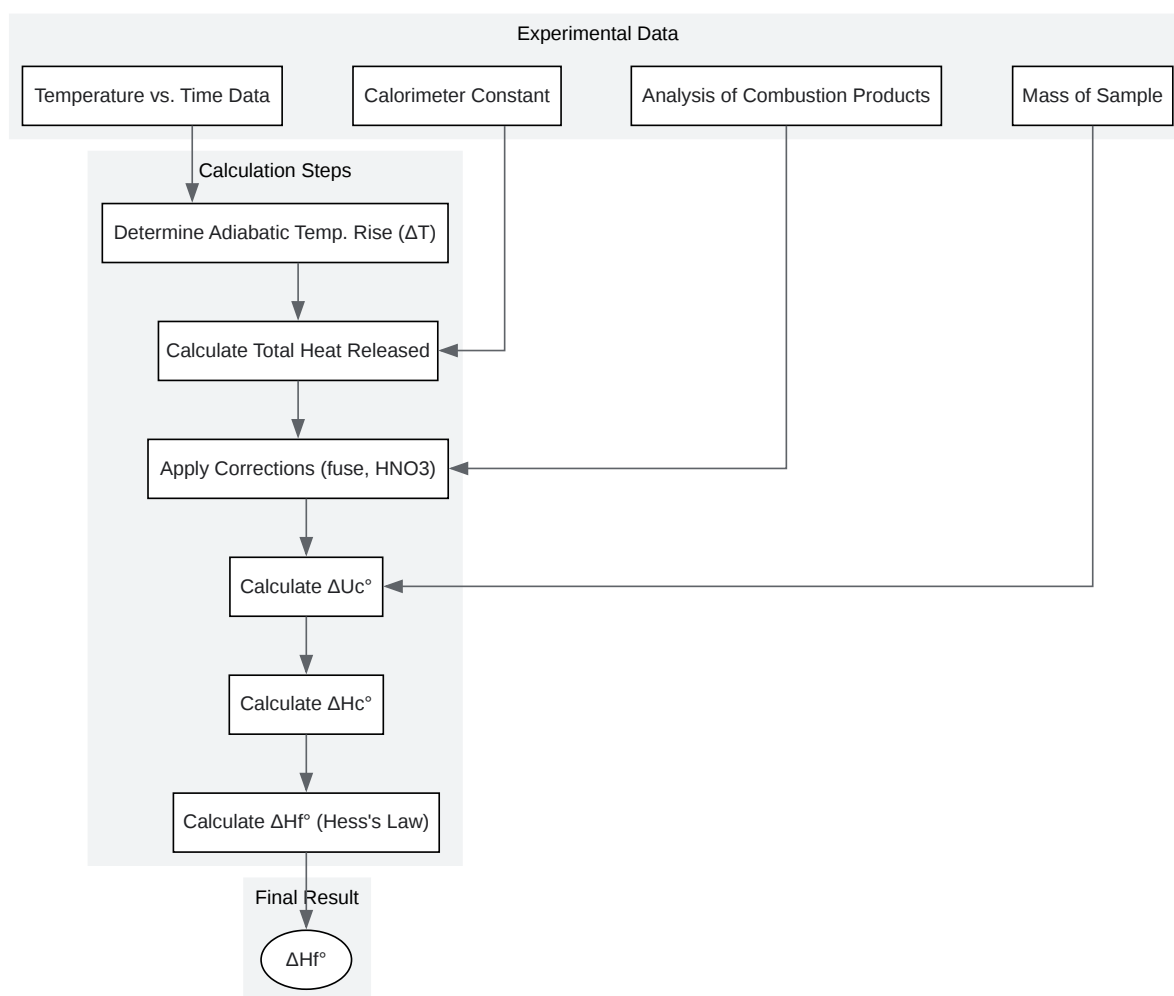 Experimental Data
Temperature vs. Time Data
Calorimeter Constant
Analysis of Combustion Products
Mass of Sample
Calculation Steps
Determine Adiabatic Temp. Rise (ΔT)
Calculate Total Heat Released
Apply Corrections (fuse, HNO3)
Calculate ΔUc°
Calculate ΔHc°
Calculate ΔHf° (Hess's Law)
Final Result
ΔHf°